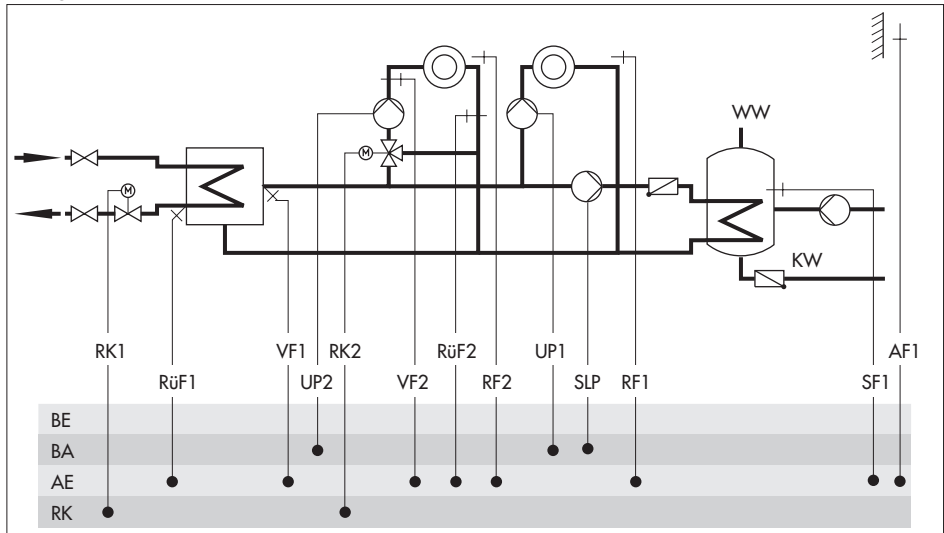 WW
M
M
KW
RK1 VF1 RK2 RüF2 UP1 AF1
RüF1 UP2 VF2 RF2 SLP RF1 SF1
BE
BA
AE
RK